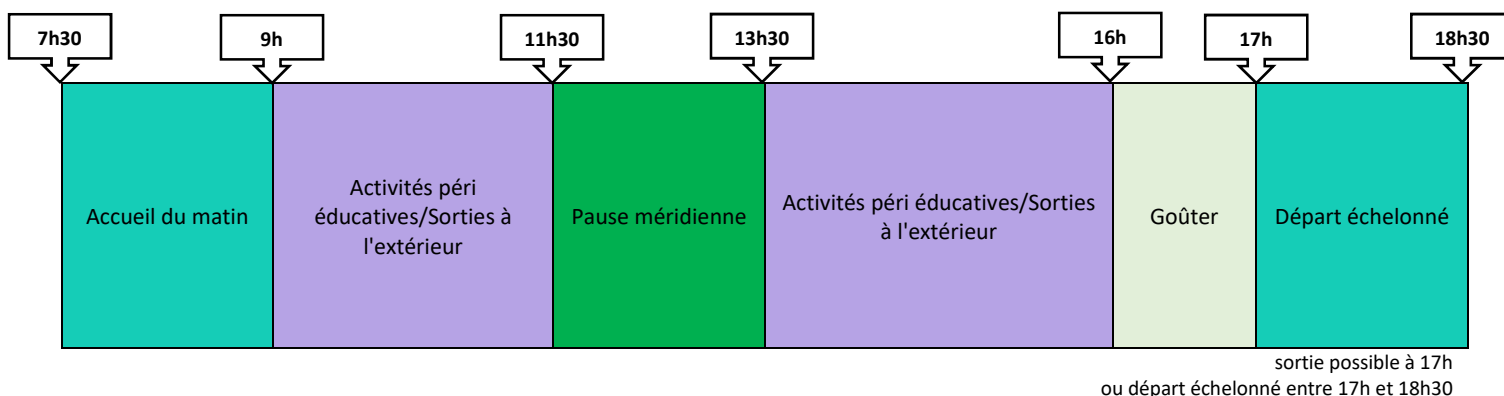 7h30
9h
11h30
13h30
16h
17h
18h30
Accueil du matin
Activités péri
éducatives/Sorties à
l'extérieur
Pause méridienne
Activités péri éducatives/Sorties
à l'extérieur
Goûter
Départ échelonné
sortie possible à 17h
ou départ échelonné entre 17h et 18h30